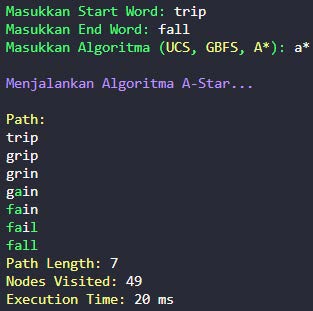 Masukkan Start Word: trip
Masukkan End Word: fall
Masukkan Algoritma (UCS, GBFS, A*): a*
Menjalankan Algoritma A-Star...
Path:
trip
grip
grin
gain
fain
fail
fall
Path Length: 7
Nodes Visited: 49
Execution Time: 20 ms